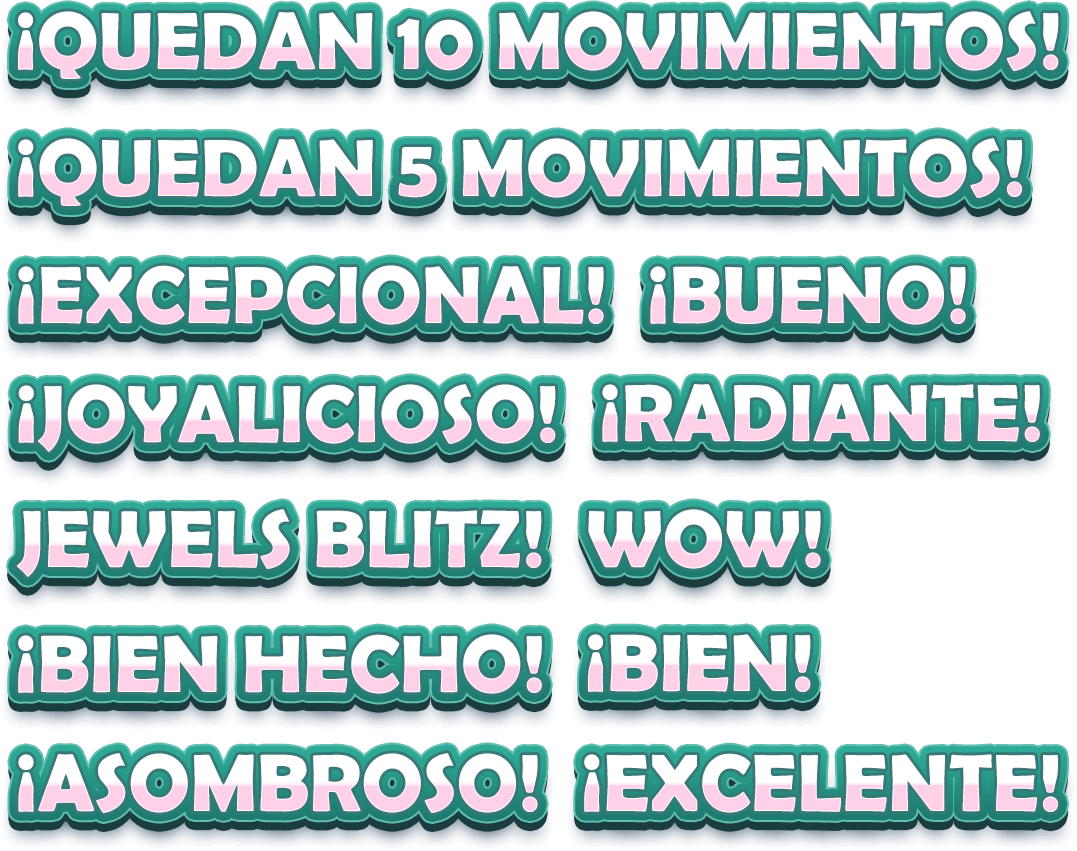 ¡QUEDAN 10 MOVIMIENTOS!
¡QUEDAN 5 MOVIMIENTOS!
¡EXCEPCIONAL! ¡BUENO!
¡JOYALICIOSO! ¡RADIANTE!
JEWELS BLITZ! WOW!
¡BIEN HECHO! ¡BIEN!
¡ASOMBROSO! ¡EXCELENTE!